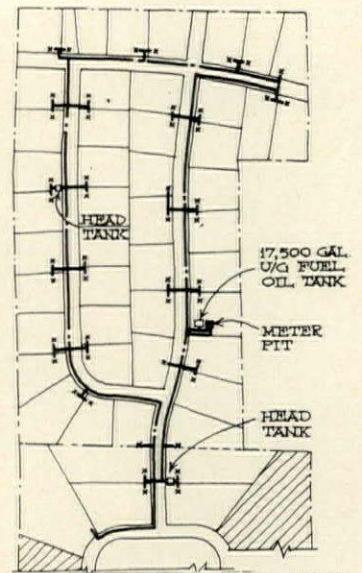 HEAD
TANK
17,500 GAL.
U/G FUEL
OIL TANK
METER
PIT
HEAD
TANK